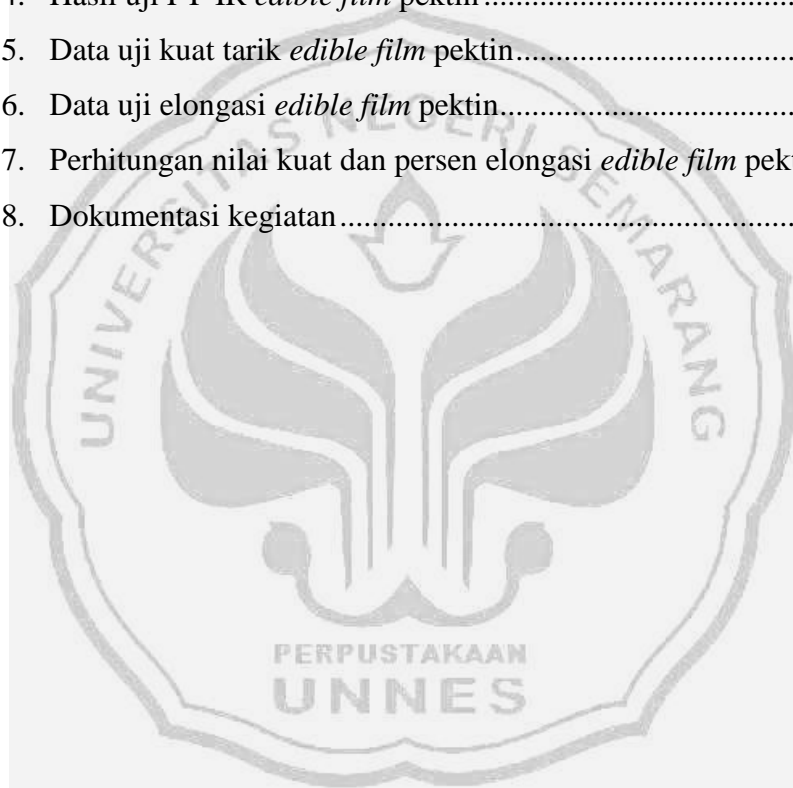 4. Hasil uji FT-IR edible film pektin
5. Data uji kuat tarik edible film pektin
6. Data uji elongasi edible film pektin
7. Perhitungan nilai kuat dan persen elongasi edible film
8. Dokumentasi kegiatan
UNIVERSITAS NEGERI SEMARANG
PERPUSTAKAAN
UNNES